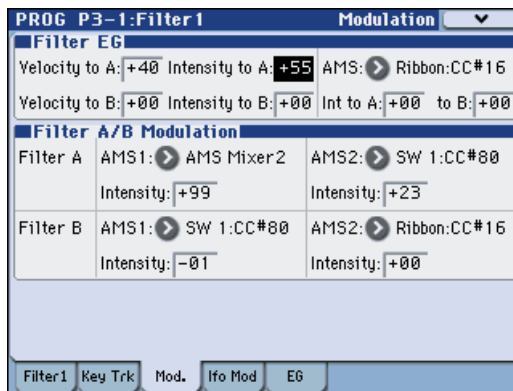 PROG P3-1:Filter1 Modulation
Filter EG
Velocity to A: +40 Intensity to A: +55 AMS: Ribbon:CC#16
Velocity to B: +00 Intensity to B: +00 Int to A: +00 to B: +00
Filter A/B Modulation
Filter A AMS1: AMS Mixer2 AMS2: SW 1:CC#80
Intensity: +99 Intensity: +23
Filter B AMS1: SW 1:CC#80 AMS2: Ribbon:CC#16
Intensity: -01 Intensity: +00
Filter1 Key Trk Mod. lfo Mod EG